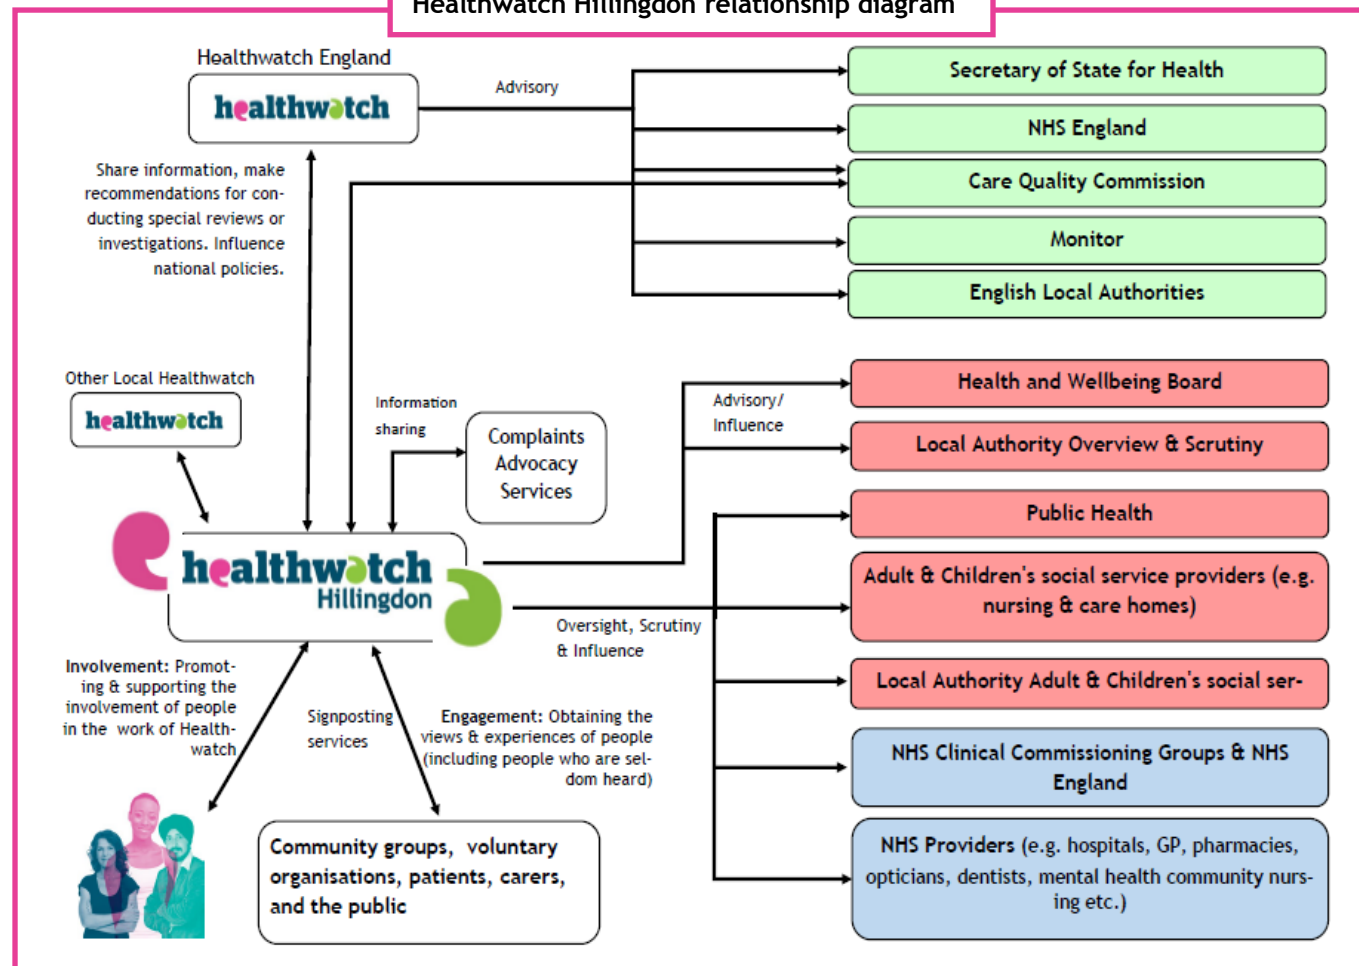 Healthwatch Hillingdon relationship diagram
Healthwatch England
healthwatch
Advisory
Secretary of State for Health
NHS England
Care Quality Commission
Monitor
English Local Authorities
Share information, make
recommendations for con-
ducting special reviews or
investigations. Influence
national policies.
Other Local Healthwatch
healthwatch
Information
sharing
Complaints
Advocacy
Services
Advisory/
Influence
Health and Wellbeing Board
Local Authority Overview & Scrutiny
Public Health
Adult & Children's social service providers (e.g.
nursing & care homes)
Local Authority Adult & Children's social ser-
NHS Clinical Commissioning Groups & NHS
England
NHS Providers (e.g. hospitals, GP, pharmacies,
opticians, dentists, mental health community nurs-
ing etc.)
healthwatch
Hillingdon
Oversight, Scrutiny
& Influence
Involvement: Promot-
ing & supporting the
involvement of people
in the work of Health-
watch
Signposting
services
Engagement: Obtaining the
views & experiences of people
(including people who are sel-
dom heard)
Community groups, voluntary
organisations, patients, carers,
and the public